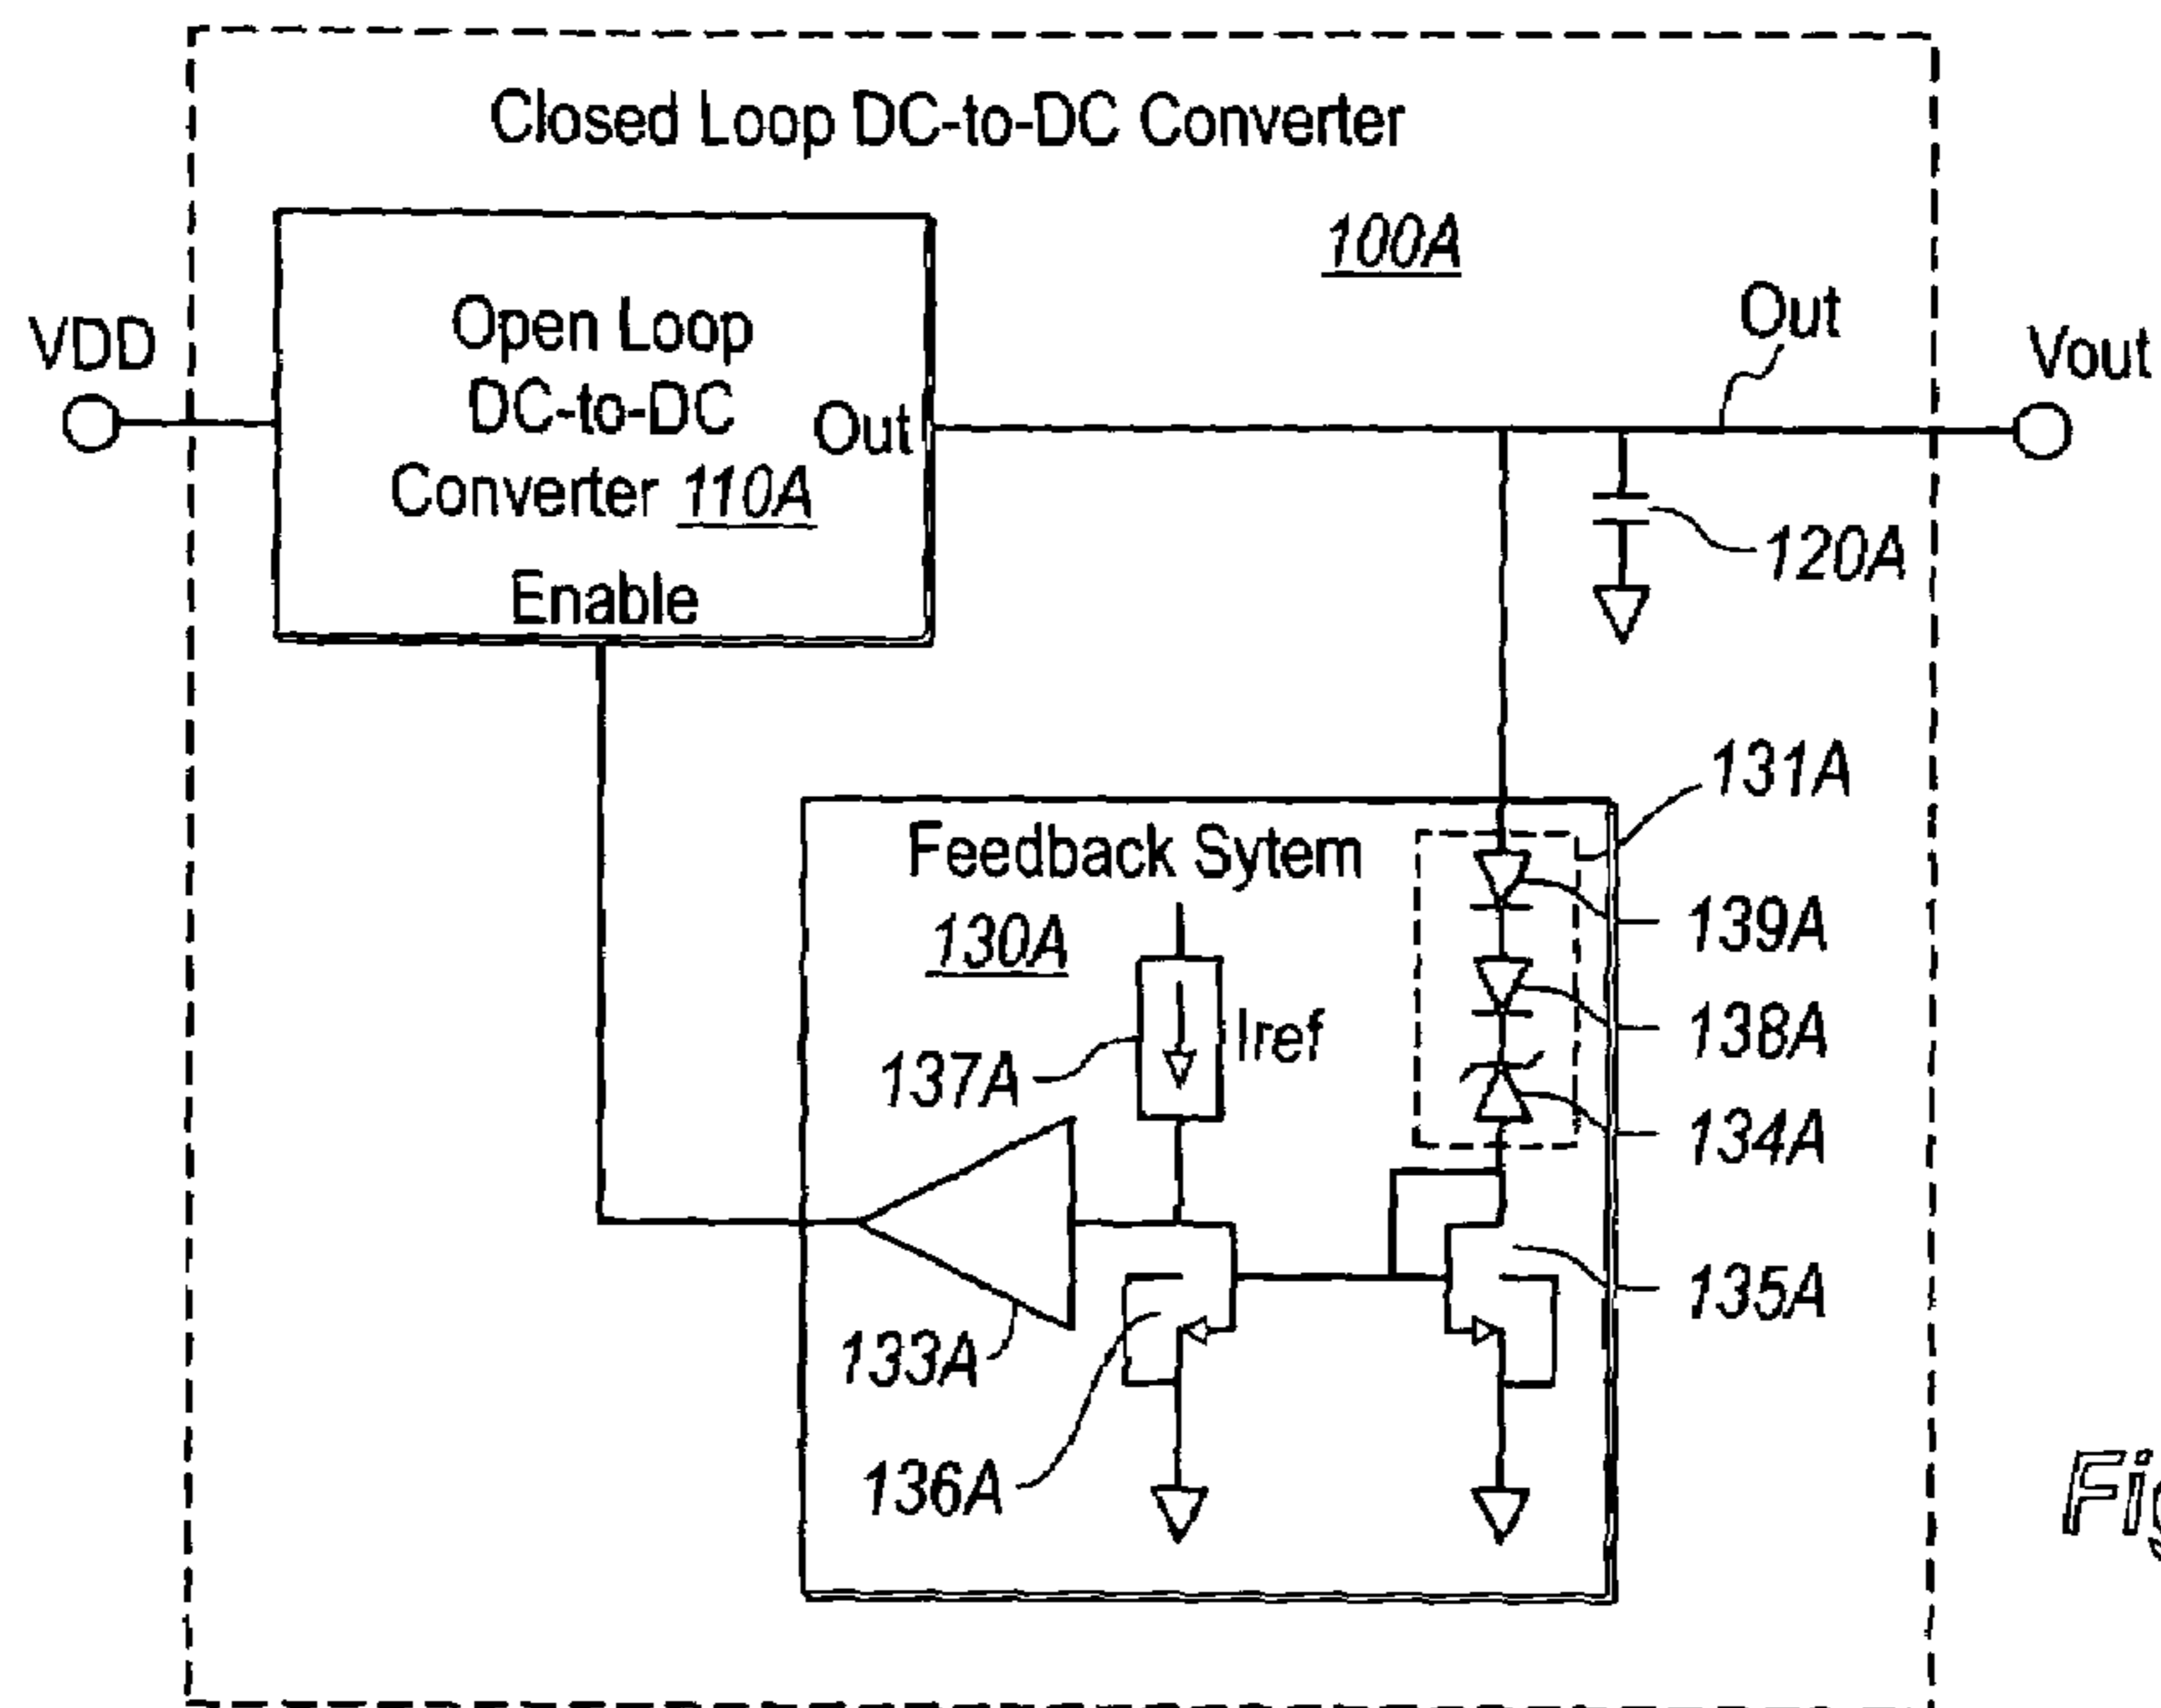 Closed Loop DC-to-DC Converter
100A
VDD
Open Loop
DC-to-DC
Converter 110A
Out
Enable
Out
Vout
120A
131A
Feedback Sytem
130A
139A
138A
134A
Iref
137A
133A
136A
135A